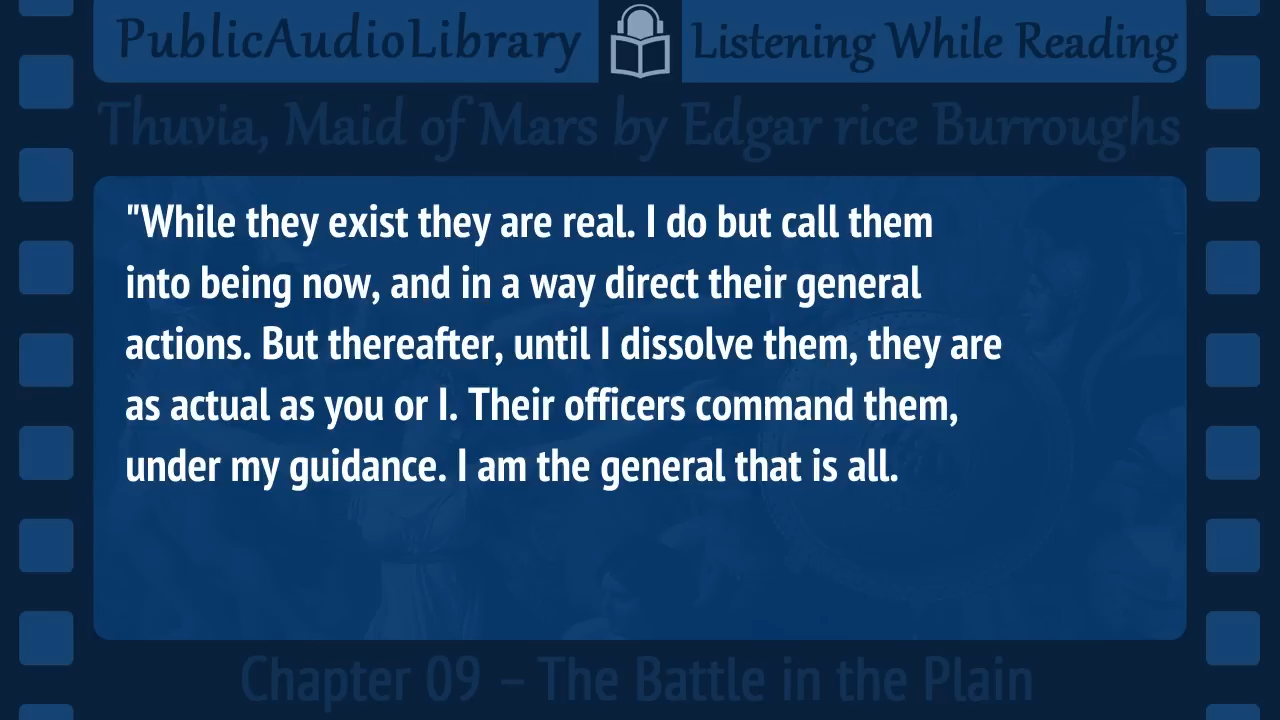 PublicAudioLibrary Listening While Reading
Thuvia, Maid of Mars by Edgar rice Burroughs
"While they exist they are real. I do but call them
into being now, and in a way direct their general
actions. But thereafter, until I dissolve them, they are
as actual as you or I. Their officers command them,
under my guidance. I am the general that is all.
Chapter 09 – The Battle in the Plain